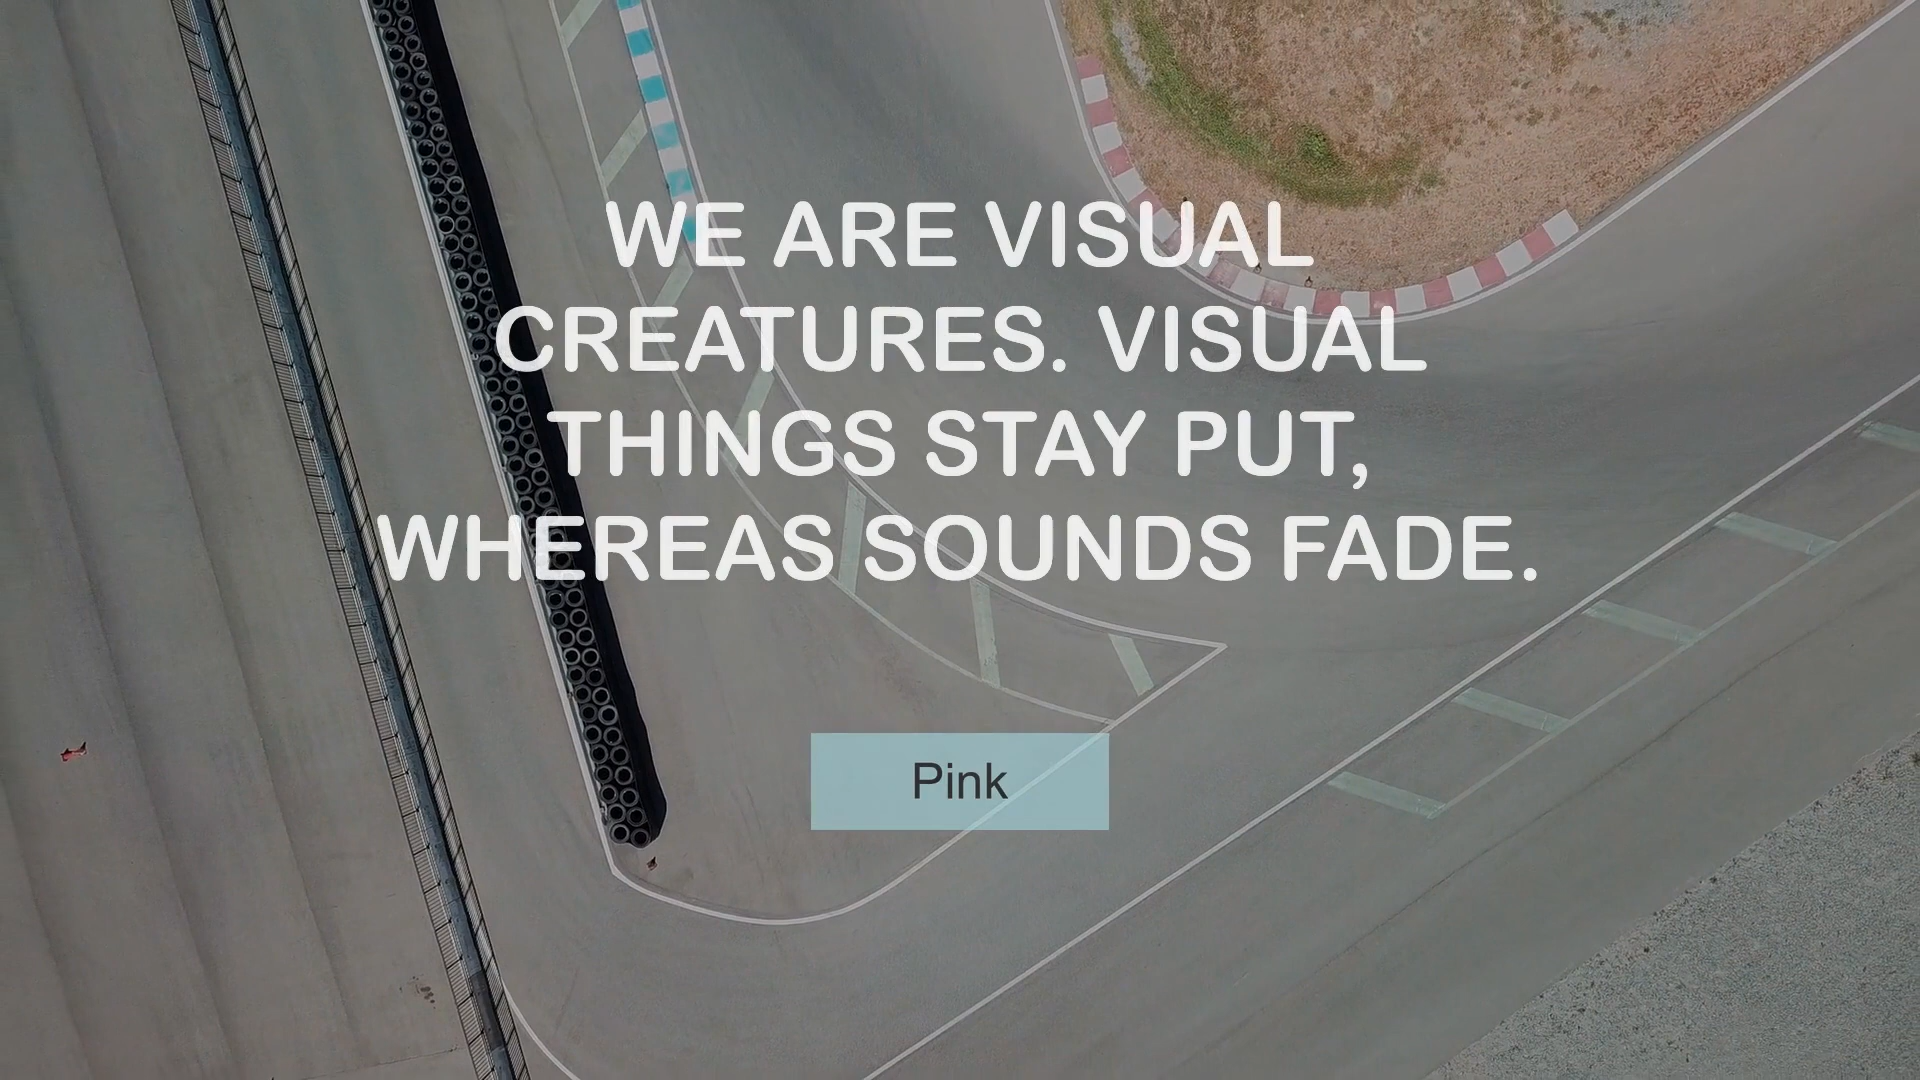 WE ARE VISUAL
CREATURES. VISUAL
THINGS STAY PUT,
WHEREAS SOUNDS FADE.
Pink